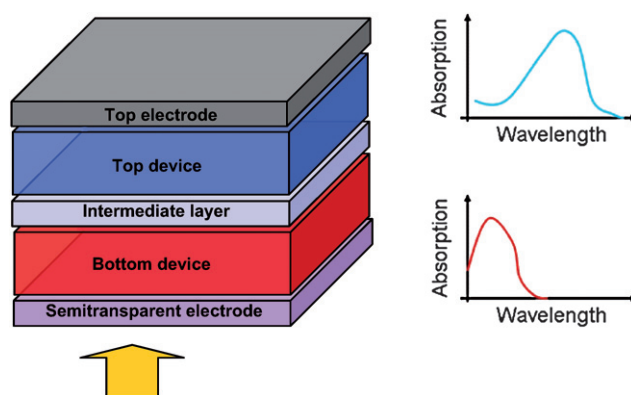 Top electrode
Top device
Intermediate layer
Bottom device
Semitransparent electrode
Absorption
Wavelength
Absorption
Wavelength